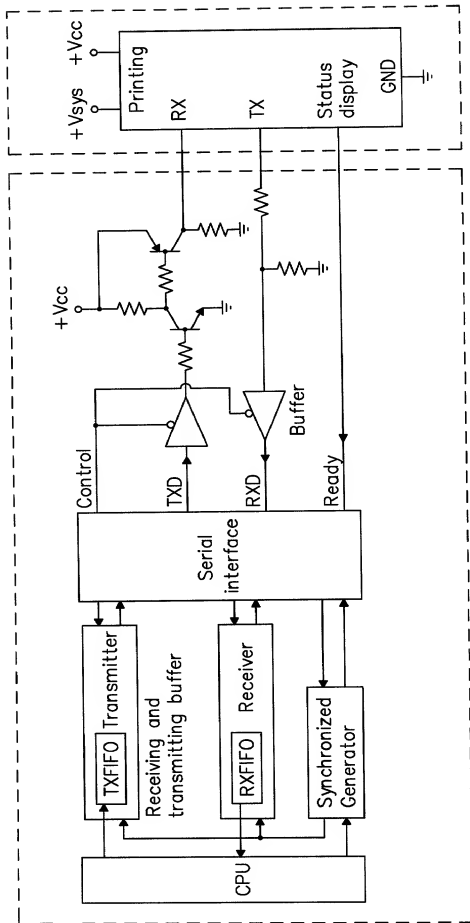 CPU
TXFIFO
Transmitter
Receiving and
transmitting buffer
RXFIFO
Receiver
Synchronized
Generator
Serial
interface
Control
TXD
RXD
Ready
Buffer
+Vcc
+Vsys
+Vcc
Printing
RX
TX
Status
display
GND